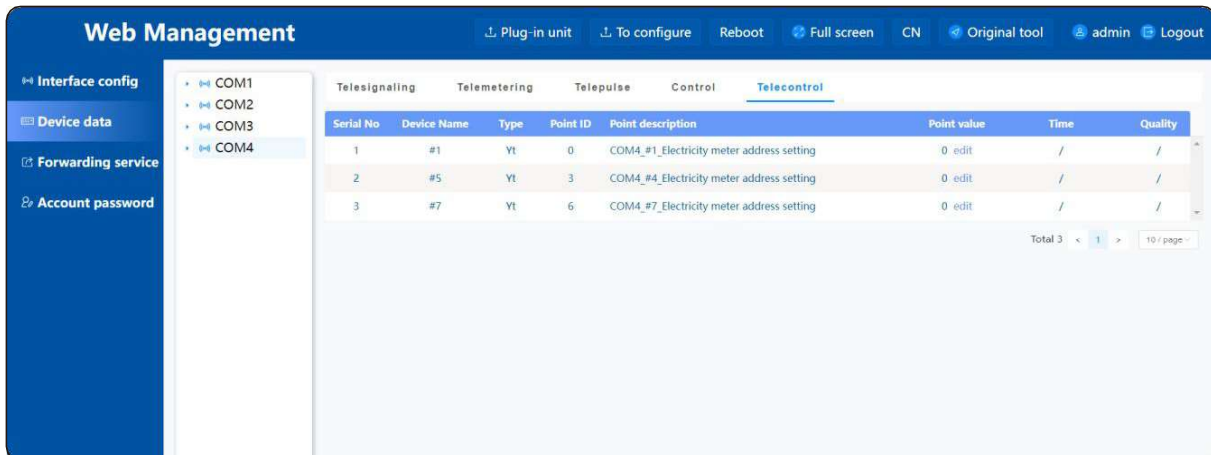 Web Management
Plug-in unit To configure Reboot Full screen CN Original tool admin Logout
Interface config
Device data
Forwarding service
Account password
COM1
COM2
COM3
COM4
Telesignaling Telemetering Telepulse Control Telecontrol
Serial No Device Name Type Point ID Point description Point value Time Quality
1 #1 Yt 0 COM4_#1_Electricity meter address setting 0 edit / /
2 #5 Yt 3 COM4_#4_Electricity meter address setting 0 edit / /
3 #7 Yt 6 COM4_#7_Electricity meter address setting 0 edit / /
Total 3 < 1 > 10 / page